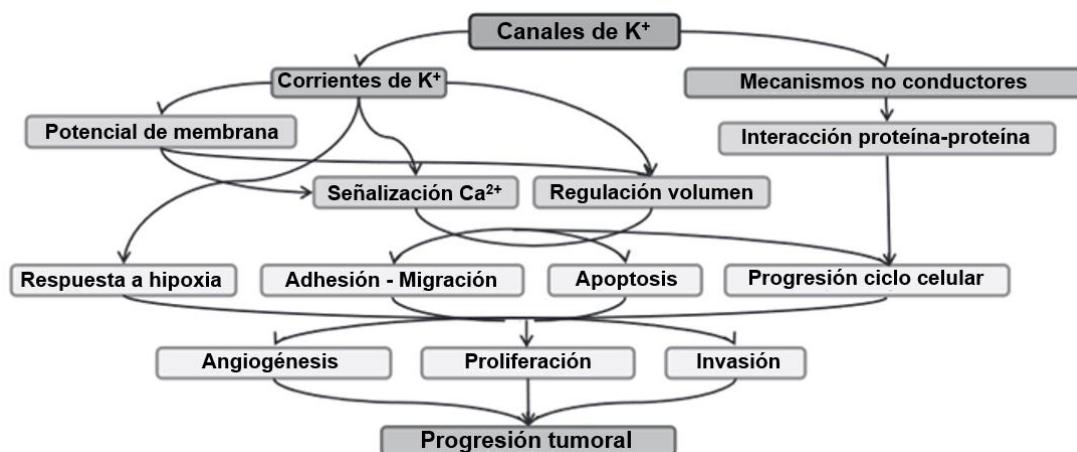 Canales de K⁺
Corrientes de K⁺
Mecanismos no conductores
Potencial de membrana
Interacción proteína-proteína
Señalización Ca²⁺
Regulación volumen
Respuesta a hipoxia
Adhesión - Migración
Apoptosis
Progresión ciclo celular
Angiogénesis
Proliferación
Invasión
Progresión tumoral